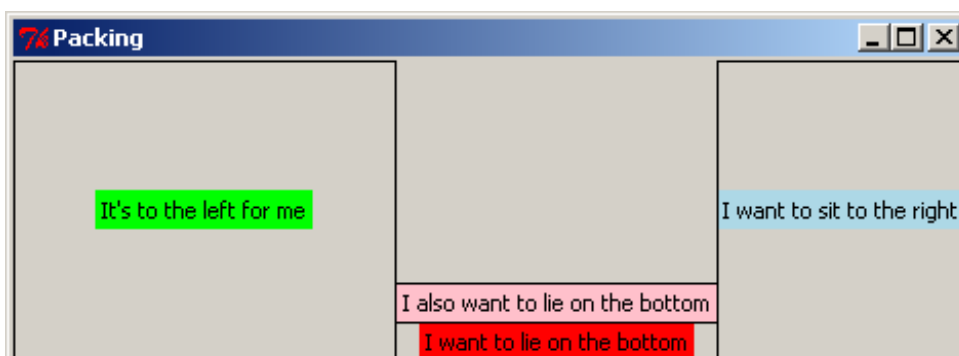 Packing
It's to the left for me
I want to sit to the right
I also want to lie on the bottom
I want to lie on the bottom